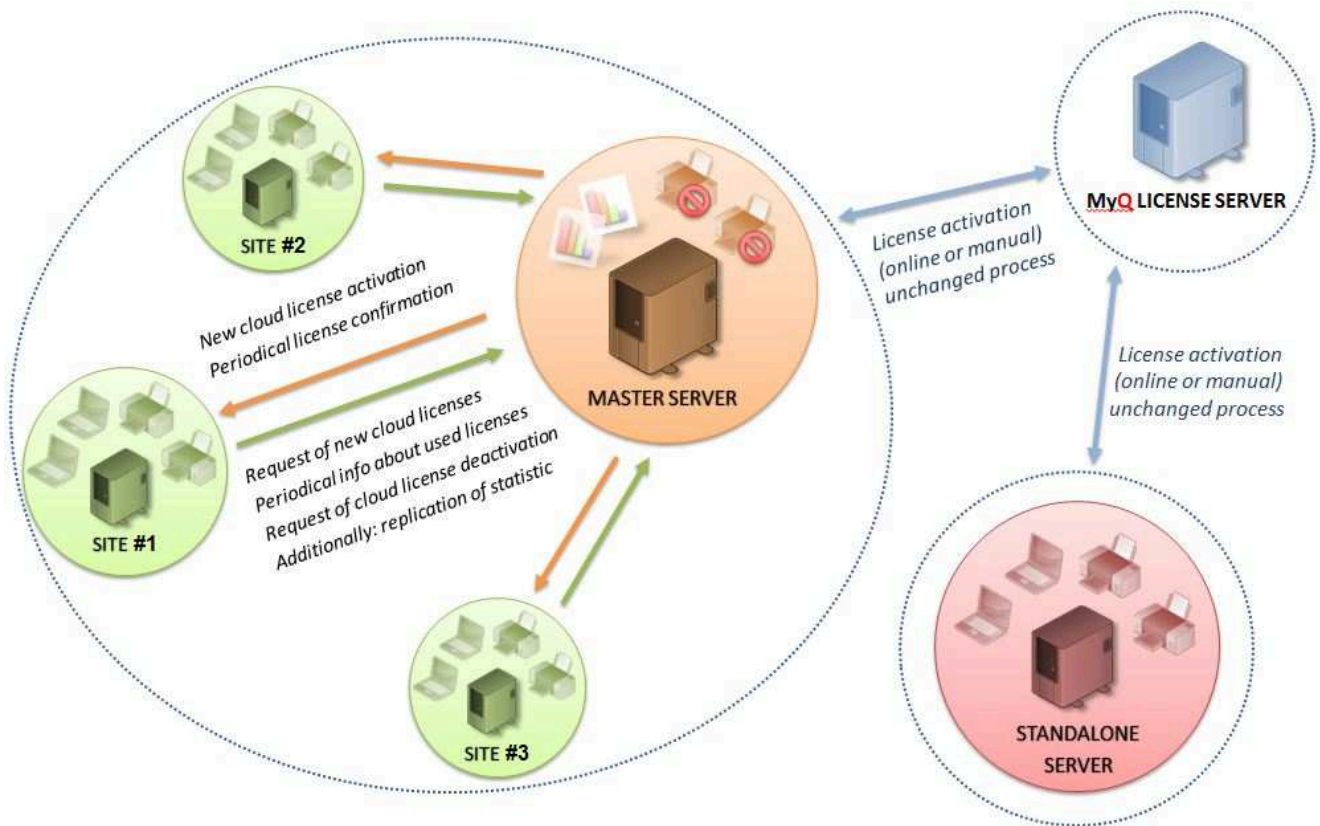 SITE #2
MyQ LICENSE SERVER
License activation
(online or manual)
unchanged process
New cloud license activation
Periodical license confirmation
MASTER SERVER
License activation
(online or manual)
unchanged process
Request of new cloud licenses
Periodical info about used licenses
Request of cloud license deactivation
Additionally: replication of statistic
SITE #1
SITE #3
STANDALONE
SERVER